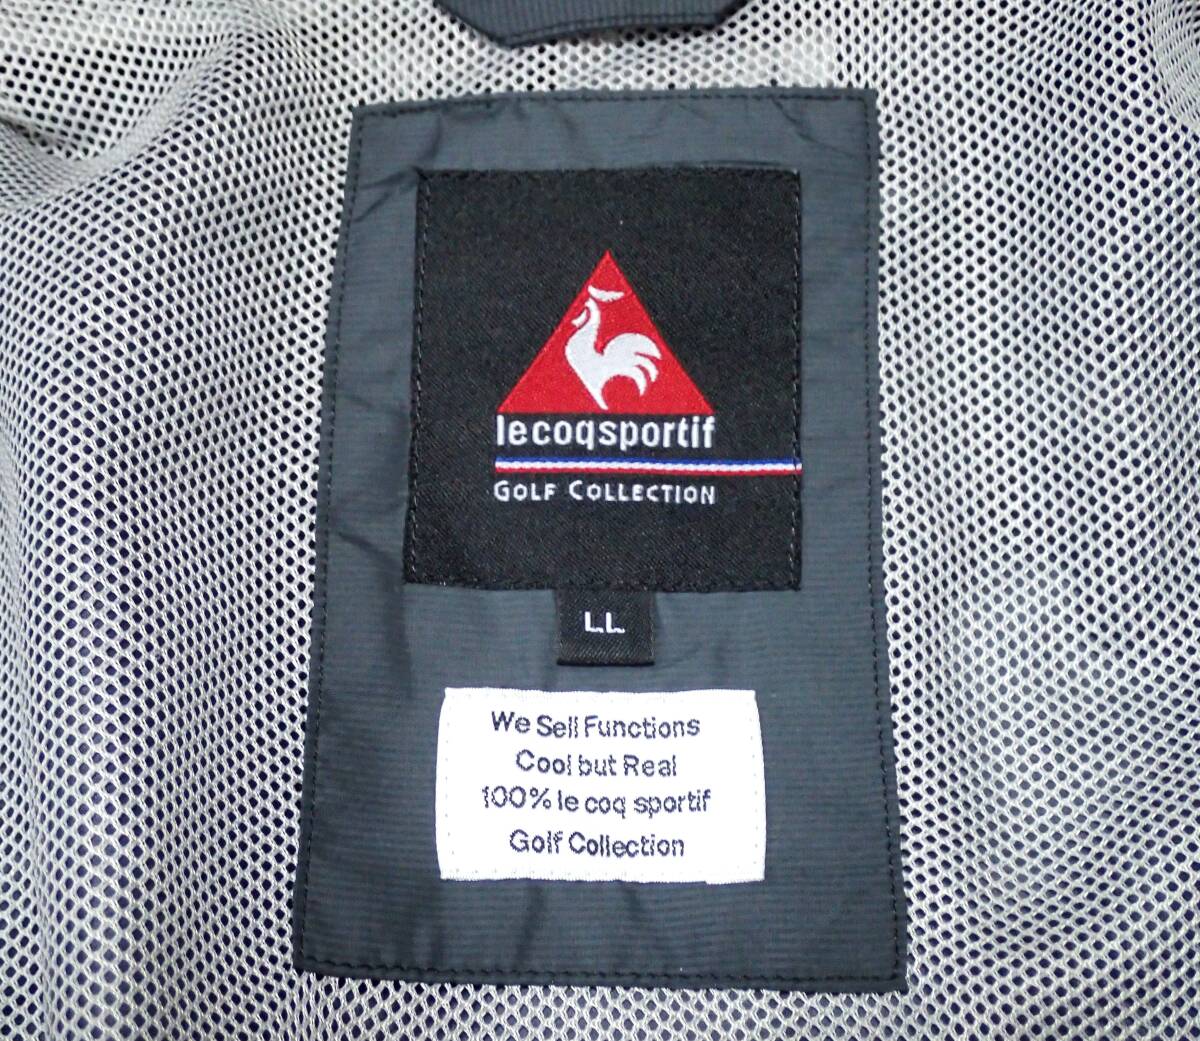 lecoqsportif
GOLF COLLECTION
LL
We Sell Functions
Cool but Real
100% le coq sportif
Golf Collection